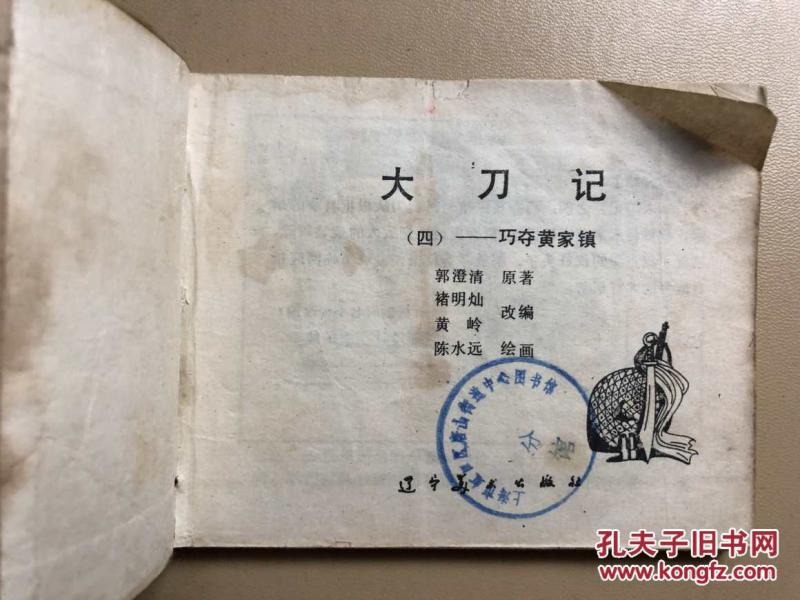 大刀记
（四）——巧夺黄家镇
郭澄清 原著
褚明灿
黄岭 改编
陈水远 绘画
辽宁美术出版社
分馆
孔夫子旧书网
www.kongfz.com